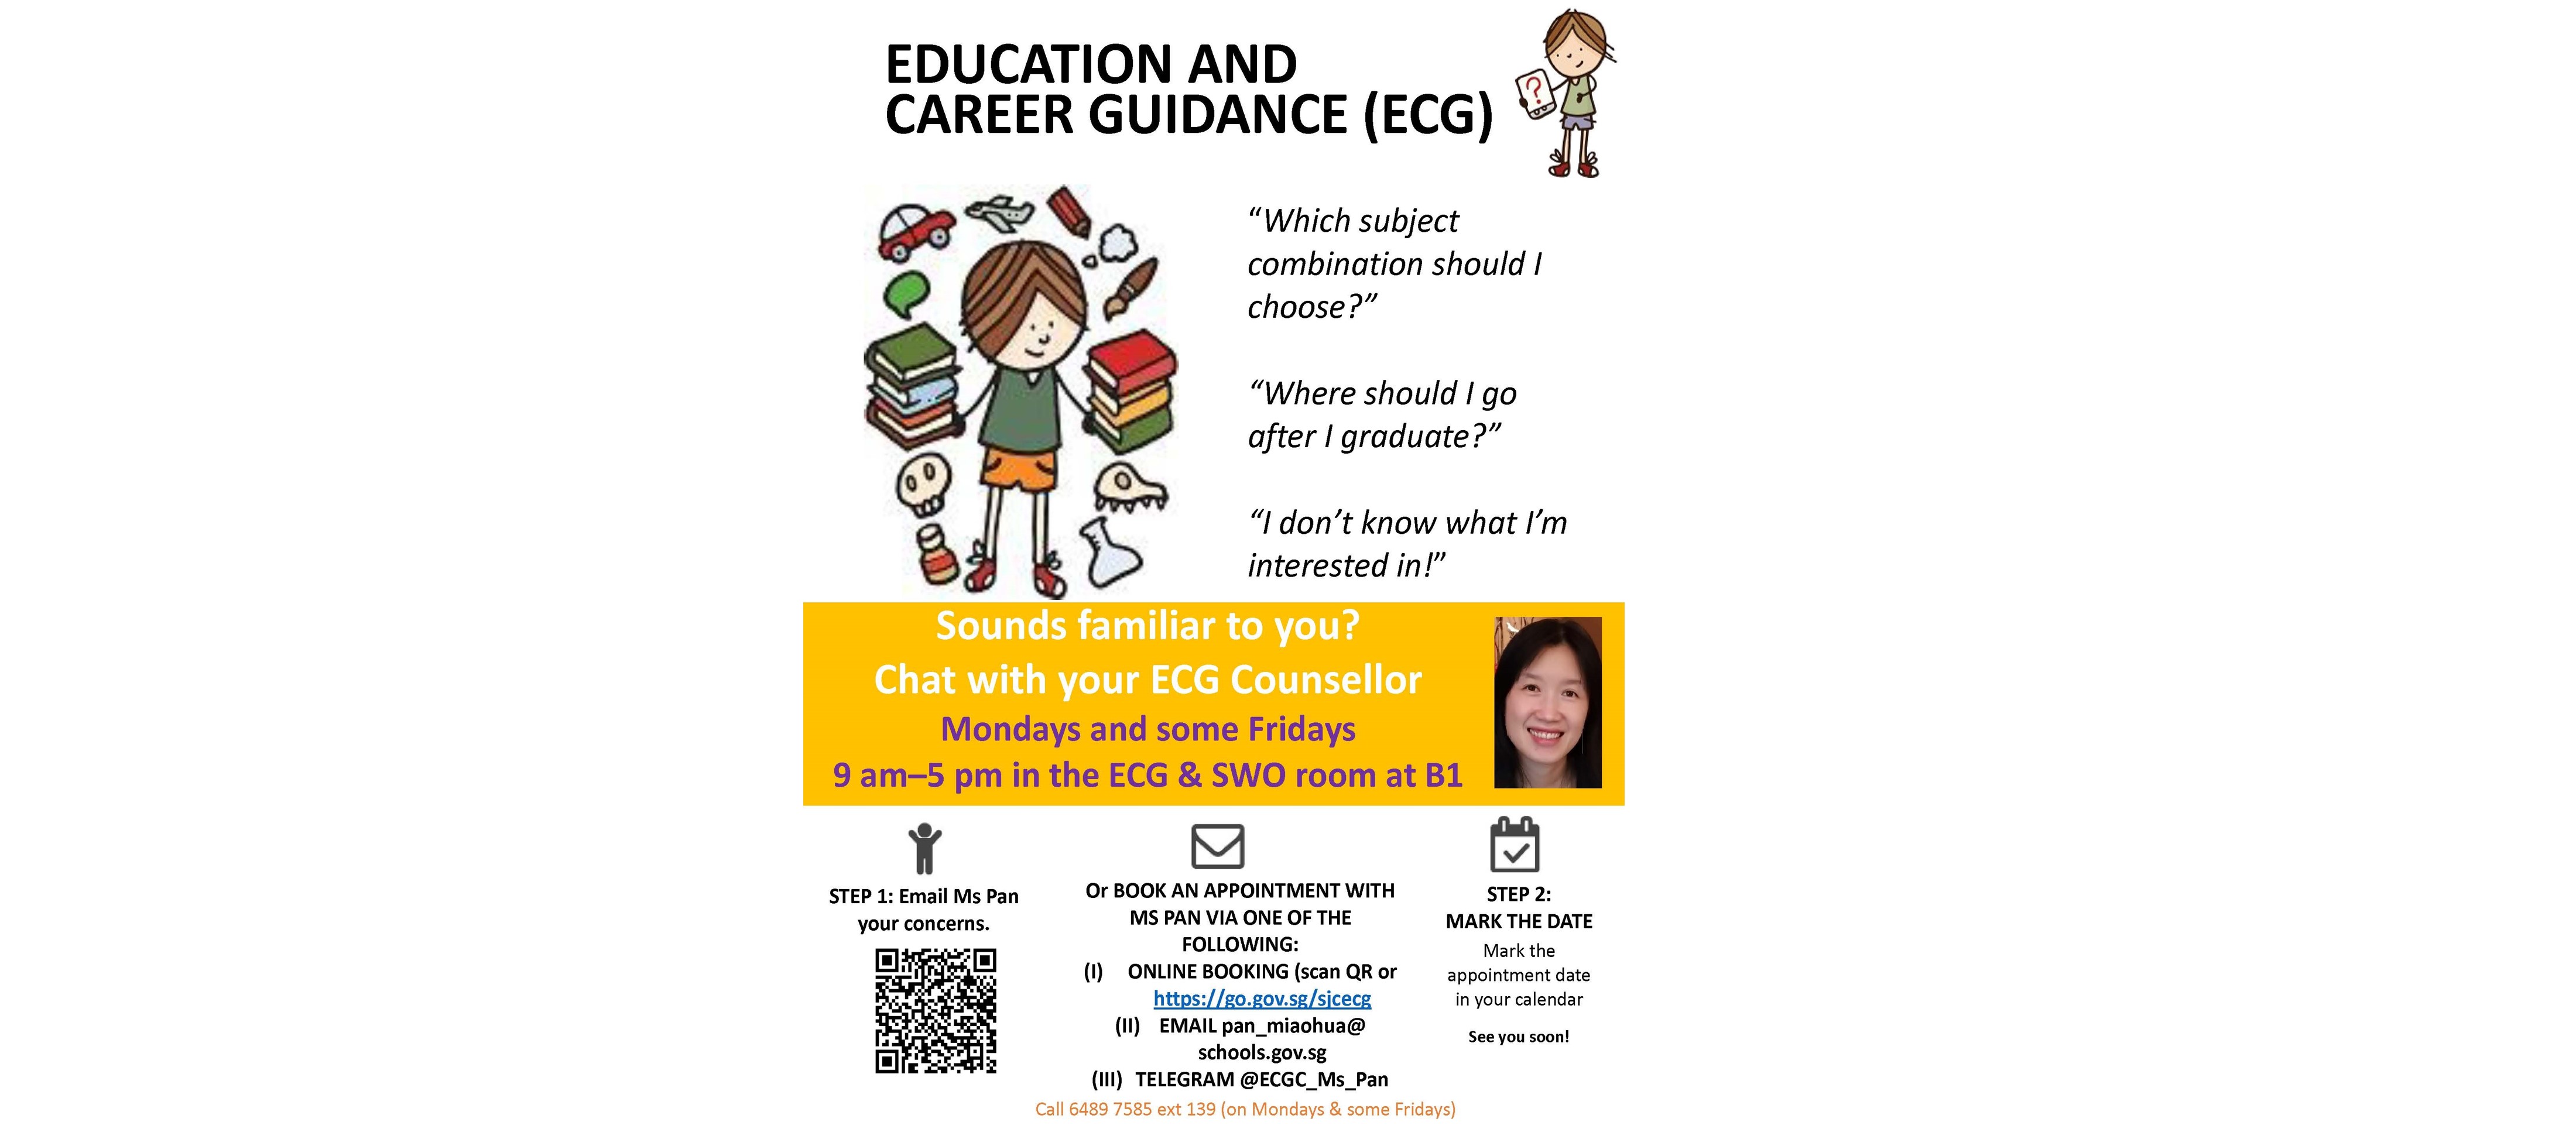 EDUCATION AND
CAREER GUIDANCE (ECG)
?
“Which subject
combination should I
choose?”
“Where should I go
after I graduate?”
“I don’t know what I’m
interested in!”
Sounds familiar to you?
Chat with your ECG Counsellor
Mondays and some Fridays
9 am–5 pm in the ECG & SWO room at B1
STEP 1: Email Ms Pan
your concerns.
Or BOOK AN APPOINTMENT WITH
MS PAN VIA ONE OF THE
FOLLOWING:
(I) ONLINE BOOKING (scan QR or
https://go.gov.sg/sjcecg
(II) EMAIL pan_miaohua@
schools.gov.sg
(III) TELEGRAM @ECGC_Ms_Pan
STEP 2:
MARK THE DATE
Mark the
appointment date
in your calendar
See you soon!
Call 6489 7585 ext 139 (on Mondays & some Fridays)